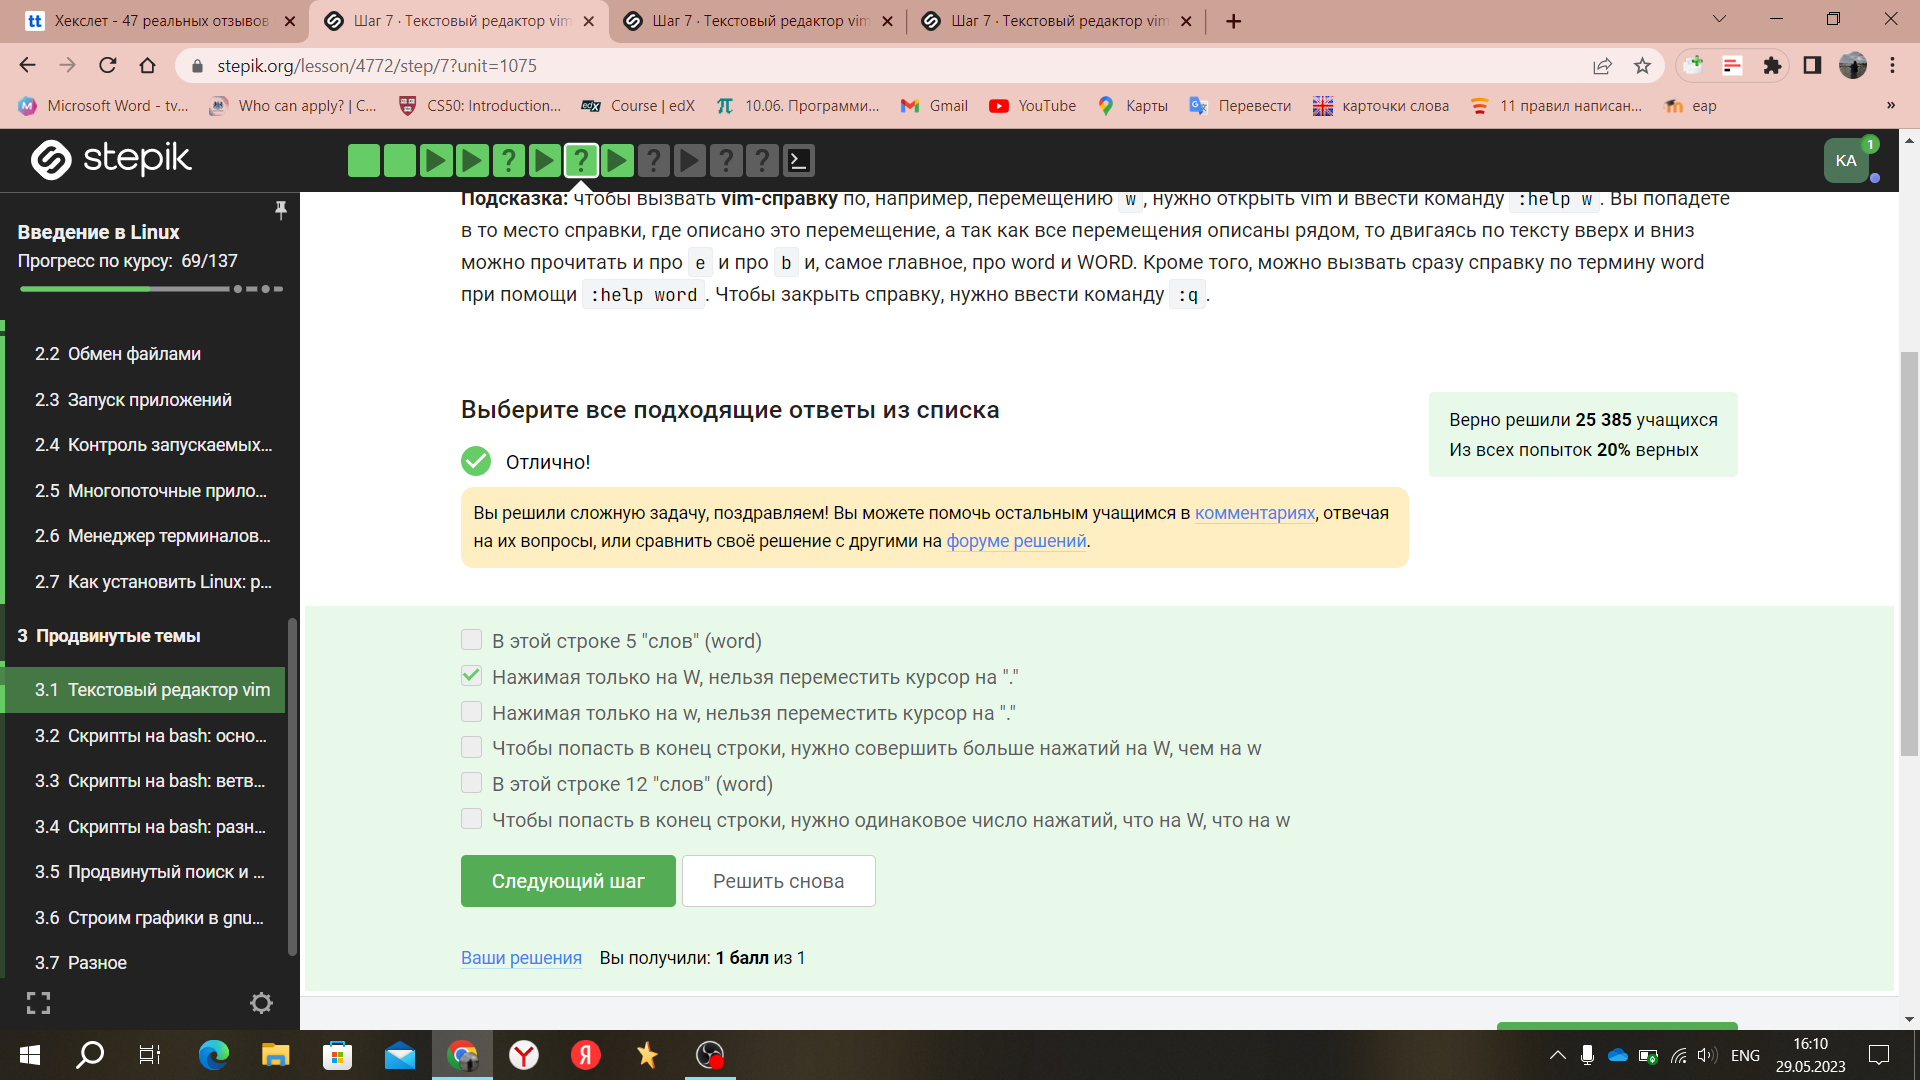 Хекслет - 47 реальных отзывов
Шаг 7 · Текстовый редактор vim
Шаг 7 · Текстовый редактор vim
Шаг 7 · Текстовый редактор vim
stepik.org/lesson/4772/step/7?unit=1075
Microsoft Word - tv...
Who can apply? | C...
CS50: Introduction...
edX Course | edX
10.06. Программи...
Gmail
YouTube
Карты
Перевести
карточки слова
11 правил написан...
eap
»
stepik
KA
1
Введение в Linux
Прогресс по курсу: 69/137
2.2 Обмен файлами
2.3 Запуск приложений
2.4 Контроль запускаемых...
2.5 Многопоточные прило...
2.6 Менеджер терминалов...
2.7 Как установить Linux: р...
3 Продвинутые темы
3.1 Текстовый редактор vim
3.2 Скрипты на bash: осно...
3.3 Скрипты на bash: ветв...
3.4 Скрипты на bash: разн...
3.5 Продвинутый поиск и ...
3.6 Строим графики в gnu...
3.7 Разное
Подсказка: чтобы вызвать vim-справку по, например, перемещению w, нужно открыть vim и ввести команду :help w. Вы попадете
в то место справки, где описано это перемещение, а так как все перемещения описаны рядом, то двигаясь по тексту вверх и вниз
можно прочитать и про e и про b и, самое главное, про word и WORD. Кроме того, можно вызвать сразу справку по термину word
при помощи :help word. Чтобы закрыть справку, нужно ввести команду :q.
Выберите все подходящие ответы из списка
Верно решили 25 385 учащихся
Из всех попыток 20% верных
Отлично!
Вы решили сложную задачу, поздравляем! Вы можете помочь остальным учащимся в комментариях, отвечая
на их вопросы, или сравнить своё решение с другими на форуме решений.
В этой строке 5 "слов" (word)
Нажимая только на W, нельзя переместить курсор на "."
Нажимая только на w, нельзя переместить курсор на "."
Чтобы попасть в конец строки, нужно совершить больше нажатий на W, чем на w
В этой строке 12 "слов" (word)
Чтобы попасть в конец строки, нужно одинаковое число нажатий, что на W, что на w
Следующий шаг
Решить снова
Ваши решения Вы получили: 1 балл из 1
ENG
16:10
29.05.2023